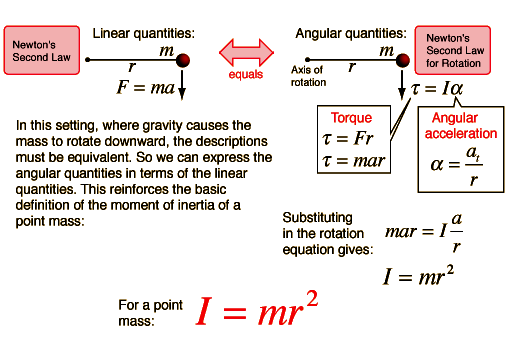 Newton's
Second Law
Linear quantities:
m
r
F = ma
equals
Angular quantities:
m
r
Axis of
rotation
Newton's
Second Law
for Rotation
τ = Iα
Torque
τ = Fr
τ = mar
Angular
acceleration
α = a_t / r
In this setting, where gravity causes the
mass to rotate downward, the descriptions
must be equivalent. So we can express the
angular quantities in terms of the linear
quantities. This reinforces the basic
definition of the moment of inertia of a
point mass:
Substituting
in the rotation
equation gives:
mar = I a / r
I = mr²
For a point
mass:
I = mr²